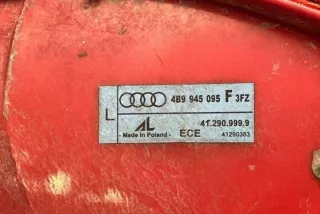 4B9 945 095 F 3FZ
L
AL 41.290.999,9
- Made in Poland - ECE 41290383